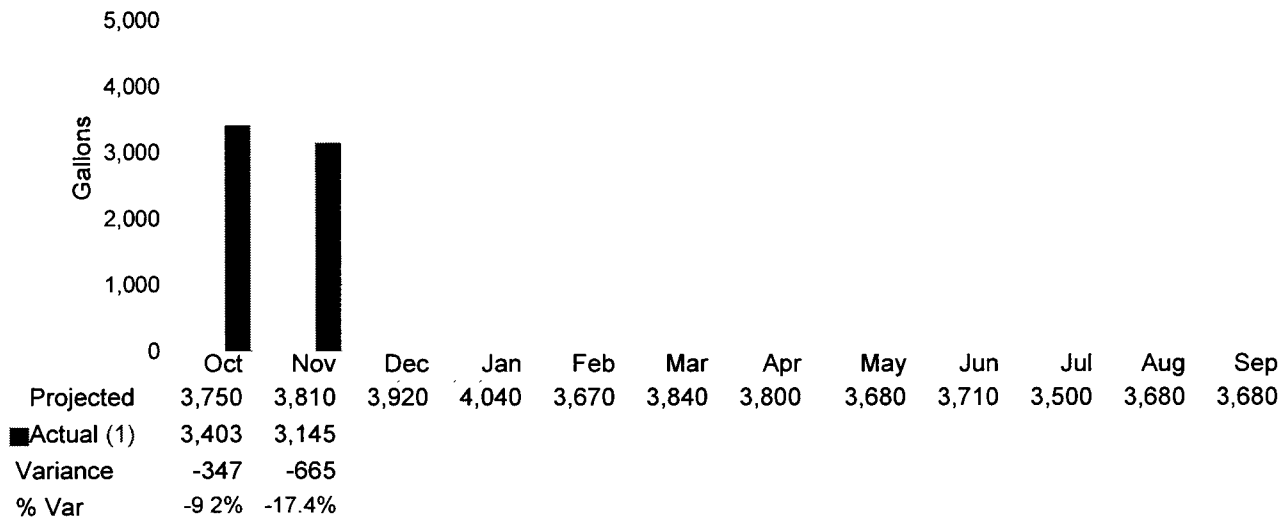 5,000
4,000
3,000
2,000
1,000
0
Gallons
Oct Nov Dec Jan Feb Mar Apr May Jun Jul Aug Sep
Projected 3,750 3,810 3,920 4,040 3,670 3,840 3,800 3,680 3,710 3,500 3,680 3,680
Actual (1) 3,403 3,145
Variance -347 -665
% Var -9 2% -17.4%